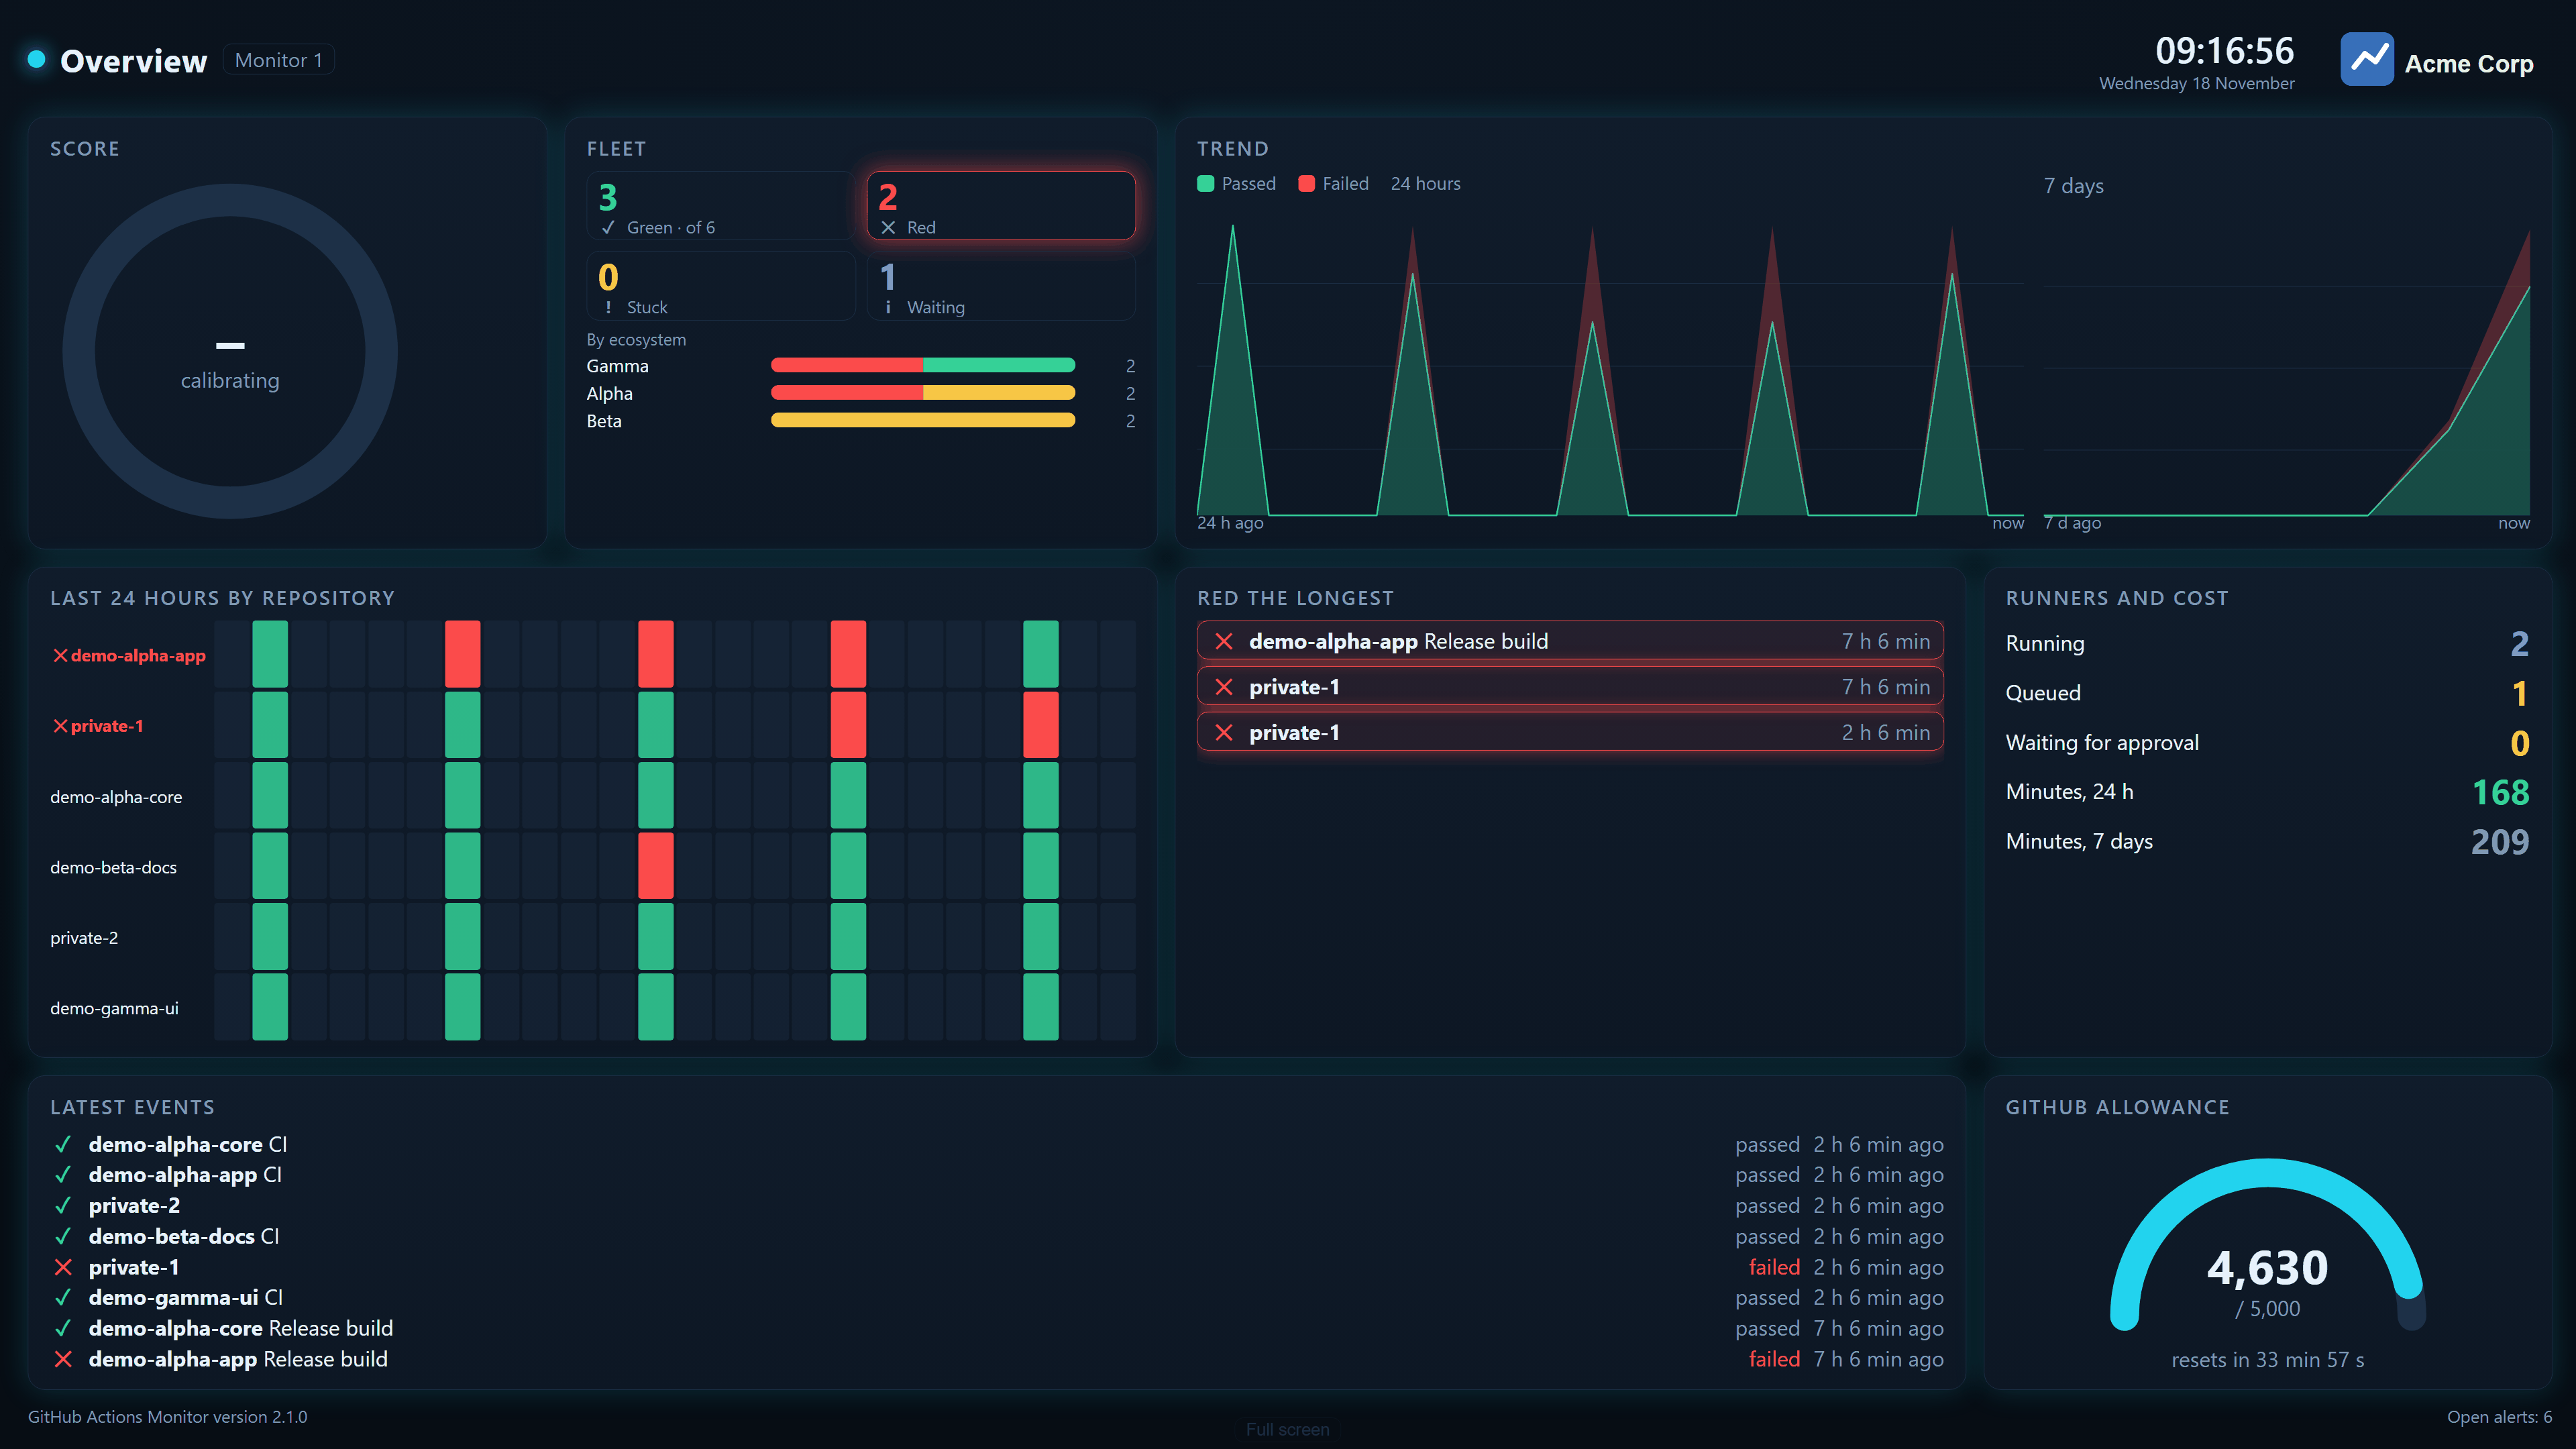 Overview Monitor 1
09:16:56
Wednesday 18 November
Acme Corp
SCORE
–
calibrating
FLEET
3
✓ Green · of 6
2
✕ Red
0
! Stuck
1
i Waiting
By ecosystem
Gamma 2
Alpha 2
Beta 2
TREND
Passed Failed 24 hours
7 days
24 h ago now
7 d ago now
LAST 24 HOURS BY REPOSITORY
✕ demo-alpha-app
✕ private-1
demo-alpha-core
demo-beta-docs
private-2
demo-gamma-ui
RED THE LONGEST
✕ demo-alpha-app Release build 7 h 6 min
✕ private-1 7 h 6 min
✕ private-1 2 h 6 min
RUNNERS AND COST
Running 2
Queued 1
Waiting for approval 0
Minutes, 24 h 168
Minutes, 7 days 209
LATEST EVENTS
✓ demo-alpha-core CI passed 2 h 6 min ago
✓ demo-alpha-app CI passed 2 h 6 min ago
✓ private-2 passed 2 h 6 min ago
✓ demo-beta-docs CI passed 2 h 6 min ago
✕ private-1 failed 2 h 6 min ago
✓ demo-gamma-ui CI passed 2 h 6 min ago
✓ demo-alpha-core Release build passed 7 h 6 min ago
✕ demo-alpha-app Release build failed 7 h 6 min ago
GITHUB ALLOWANCE
4,630
/ 5,000
resets in 33 min 57 s
GitHub Actions Monitor version 2.1.0
Full screen
Open alerts: 6